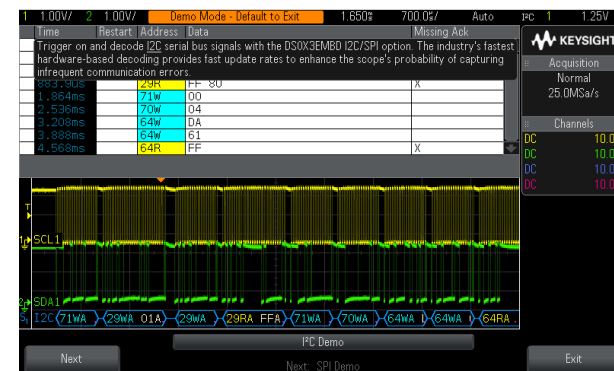 1 1.00V/ 2 1.00V/ Demo Mode - Default to Exit 1.650s 700.0s/ Auto I²C 1 1.25V
Time Restart Address Data Missing Ack
Trigger on and decode I2C serial bus signals with the DSOX3EMBD I2C/SPI option. The industry's fastest
hardware-based decoding provides fast update rates to enhance the scope's probability of capturing
infrequent communication errors.
29R FF 80 X
1.864ms 71W 00
2.536ms 70W 04
3.208ms 64W DA
3.888ms 64W 61
4.568ms 64R FF X
KEYSIGHT
Acquisition
Normal
25.0MSa/s
Channels
DC 10.0
DC 10.0
DC 10.0
DC 10.0
T
SCL1
SDA1
I2C 71WA 29WA 01A 29WA 29RA FFA 71WA 70WA 64WA 64WA 64RA
I²C Demo
Next
Next: SPI Demo
Exit